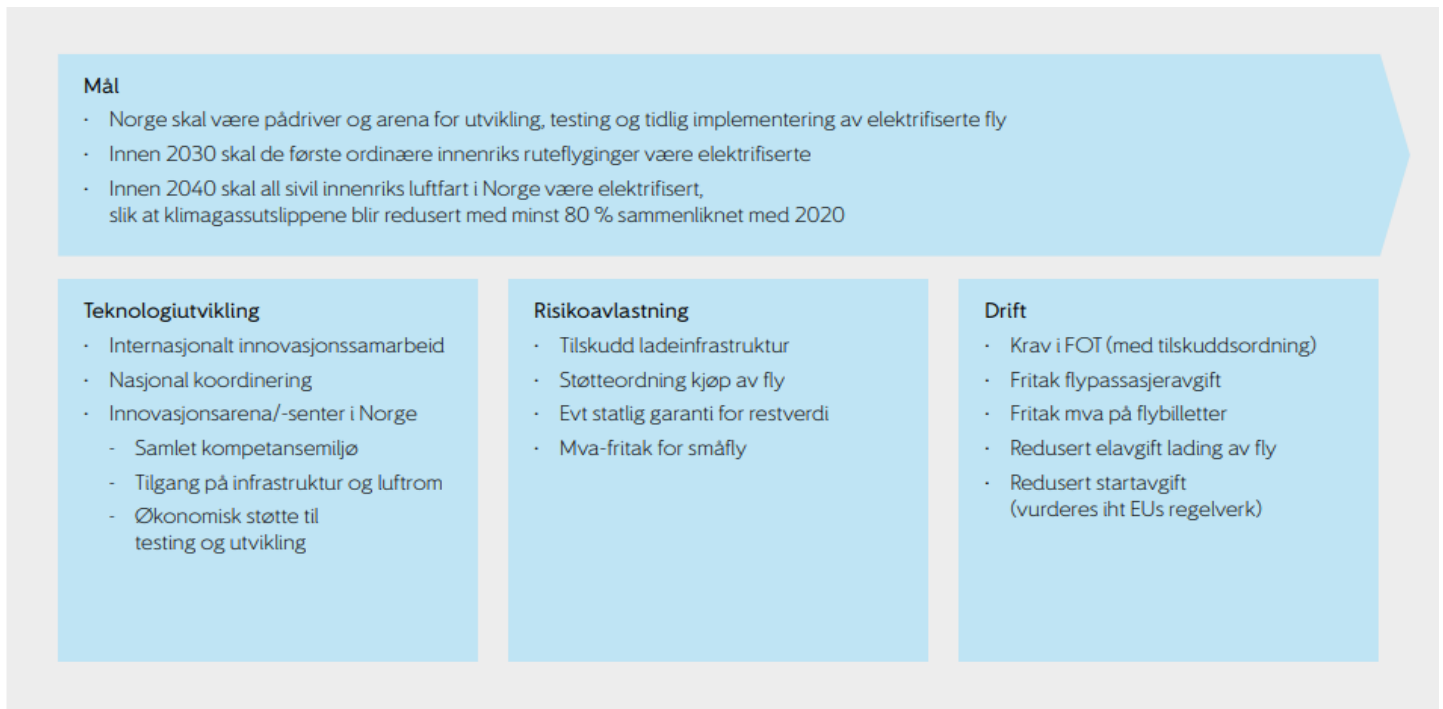 Mål
· Norge skal være pådriver og arena for utvikling, testing og tidlig implementering av elektrifiserte fly
· Innen 2030 skal de første ordinære innenriks ruteflyginger være elektrifiserte
· Innen 2040 skal all sivil innenriks luftfart i Norge være elektrifisert,
slik at klimagassutslippene blir redusert med minst 80 % sammenliknet med 2020
Teknologiutvikling
· Internasjonalt innovasjonssamarbeid
· Nasjonal koordinering
· Innovasjonsarena/-senter i Norge
- Samlet kompetansemiljø
- Tilgang på infrastruktur og luftrom
- Økonomisk støtte til
testing og utvikling
Risikoavlastning
· Tilskudd ladeinfrastruktur
· Støtteordning kjøp av fly
· Evt statlig garanti for restverdi
· Mva-fritak for småfly
Drift
· Krav i FOT (med tilskuddsordning)
· Fritak flypassasjeravgift
· Fritak mva på flybilletter
· Redusert elavgift lading av fly
· Redusert startavgift
(vurderes iht EUs regelverk)